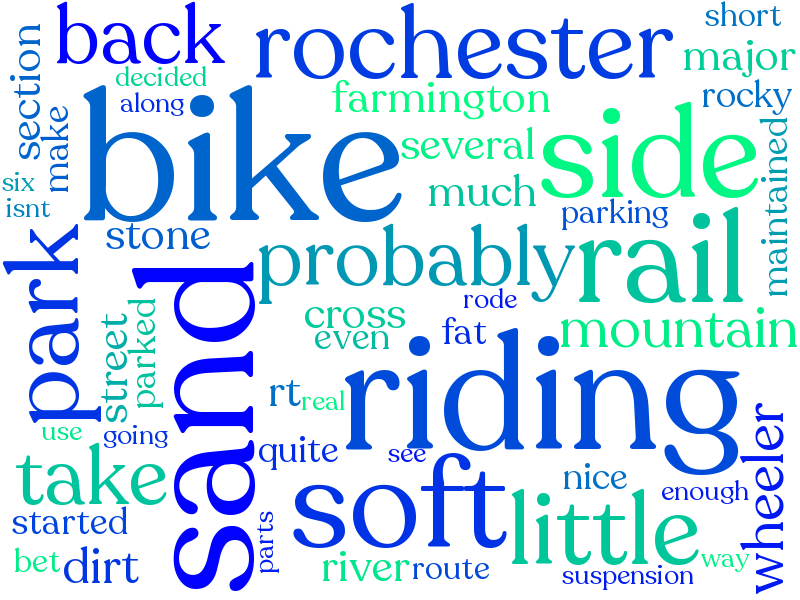 back
rochester
short
major
section
decided
along
make
farmington
rocky
bike
several
side
six
isnt
much
parking
maintained
stone
park
probably
rail
sand
rode
cross
even
fat
mountain
street
parked
riding
rt
real
use
going
quite
see
wheeler
take
soft
nice
enough
little
started
parts
bet
dirt
river
route
suspension
way